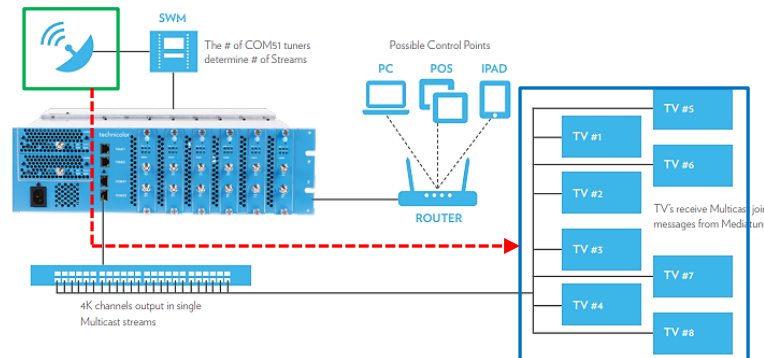 SWM
The # of COM51 tuners
determine # of Streams
Possible Control Points
PC
POS
IPAD
technicolor
ROUTER
4K channels output in single
Multicast streams
TV #5
TV #1
TV #6
TV #2
TV's receive Multicast join
messages from Mediatun
TV #3
TV #7
TV #4
TV #8